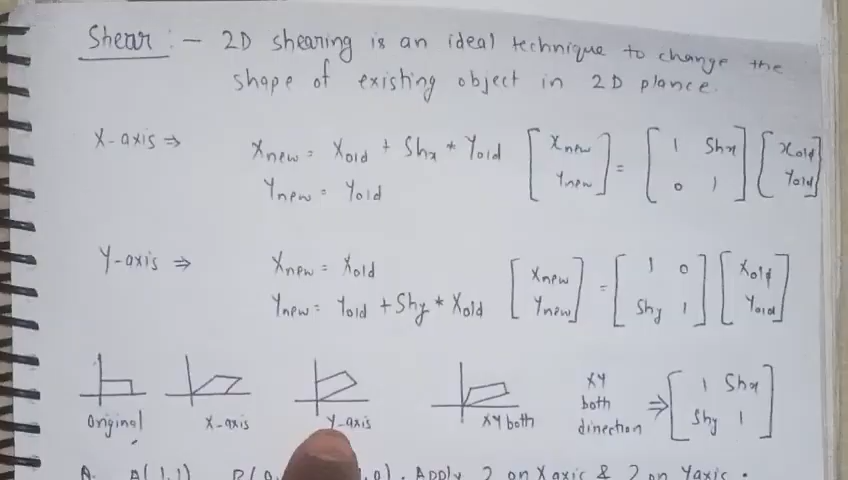 Shear :- 2D shearing is an ideal technique to change the
shape of existing object in 2D plance.
X-axis ⇒ Xnew = Xold + Shx * Yold [Xnew Ynew] = [1 Shx 0 1] [Xold Yold]
Ynew = Yold
Y-axis ⇒ Xnew = Xold
Ynew = Yold + Shy * Xold [Xnew Ynew] = [1 0 Shy 1] [Xold Yold]
Original X-axis Y-axis XY both
XY both direction ⇒ [1 Shx Shy 1]
A(1,1) Apply 2 on X axis & 2 on Y axis.